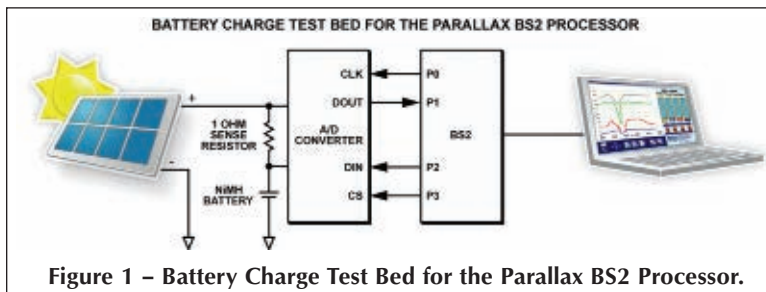 BATTERY CHARGE TEST BED FOR THE PARALLAX BS2 PROCESSOR
+
-
1 OHM
SENSE
RESISTOR
NiMH
BATTERY
CLK
DOUT
A/D
CONVERTER
DIN
CS
P0
P1
BS2
P2
P3
Figure 1 – Battery Charge Test Bed for the Parallax BS2 Processor.